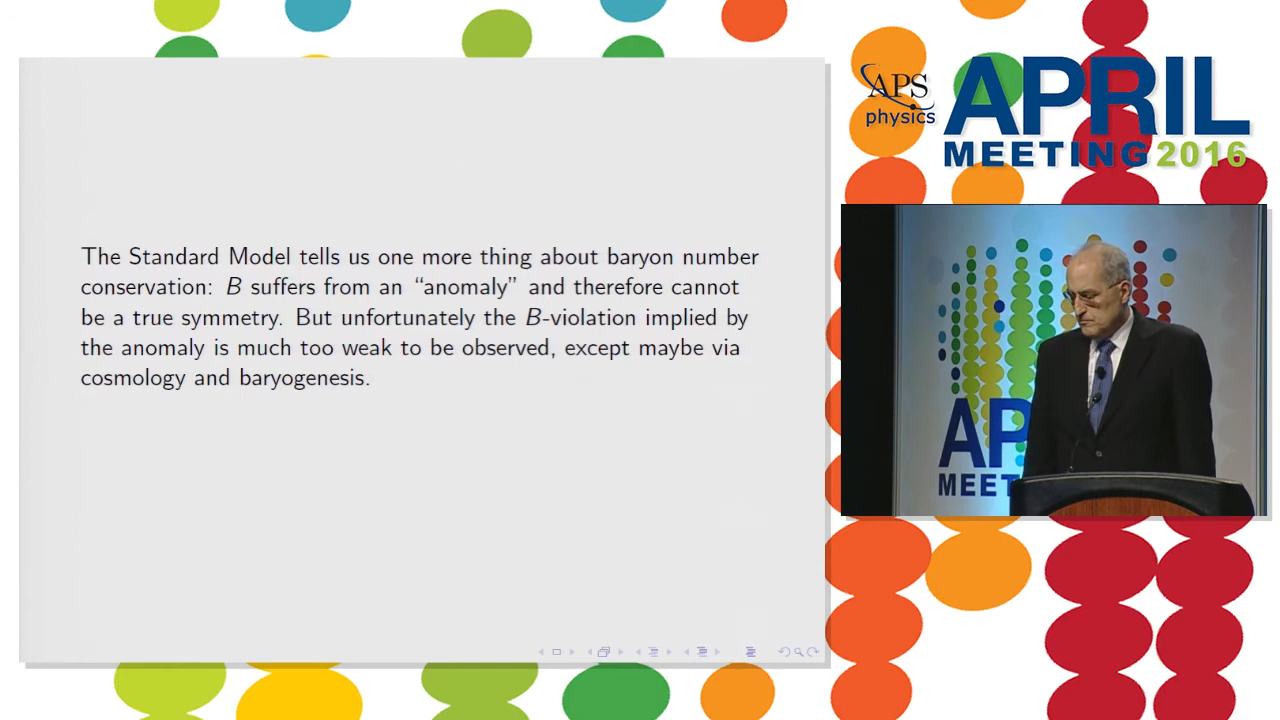 The Standard Model tells us one more thing about baryon number
conservation: B suffers from an “anomaly” and therefore cannot
be a true symmetry. But unfortunately the B-violation implied by
the anomaly is much too weak to be observed, except maybe via
cosmology and baryogenesis.
APS
physics
APRIL
MEETING 2016
AP
MEET